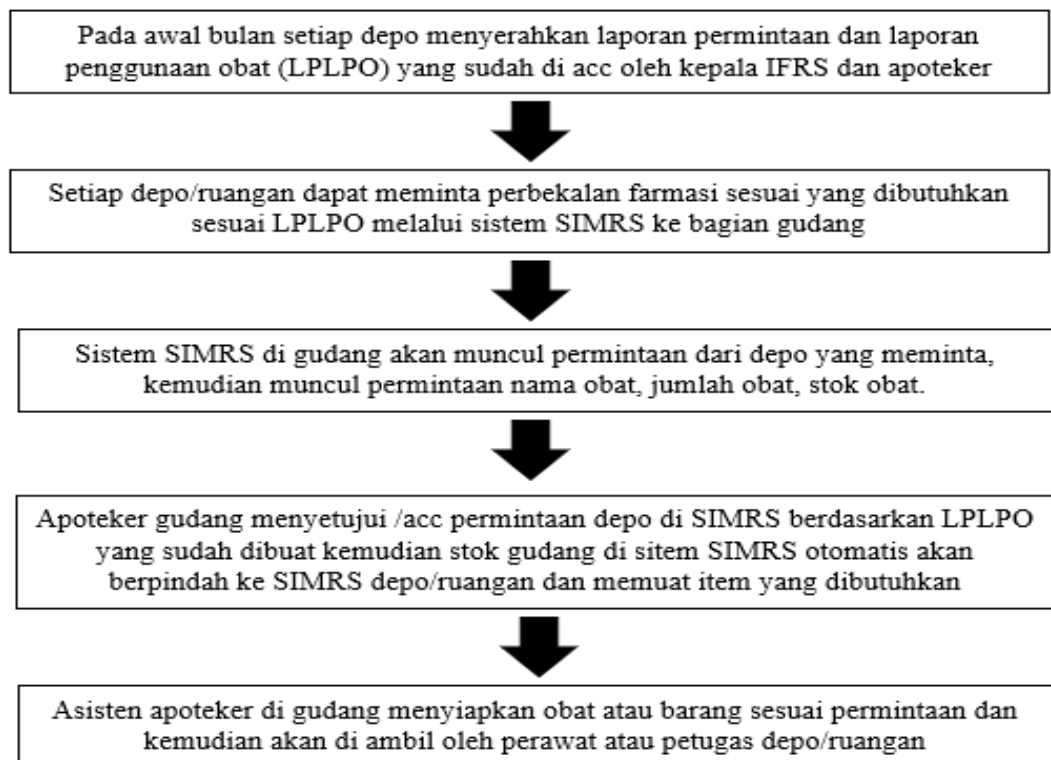 Pada awal bulan setiap depo menyerahkan laporan permintaan dan laporan
penggunaan obat (LPLPO) yang sudah di acc oleh kepala IFRS dan apoteker
Setiap depo/ruangan dapat meminta perbekalan farmasi sesuai yang dibutuhkan
sesuai LPLPO melalui sistem SIMRS ke bagian gudang
Sistem SIMRS di gudang akan muncul permintaan dari depo yang meminta,
kemudian muncul permintaan nama obat, jumlah obat, stok obat.
Apoteker gudang menyetujui /acc permintaan depo di SIMRS berdasarkan LPLPO
yang sudah dibuat kemudian stok gudang di sitem SIMRS otomatis akan
berpindah ke SIMRS depo/ruangan dan memuat item yang dibutuhkan
Asisten apoteker di gudang menyiapkan obat atau barang sesuai permintaan dan
kemudian akan di ambil oleh perawat atau petugas depo/ruangan